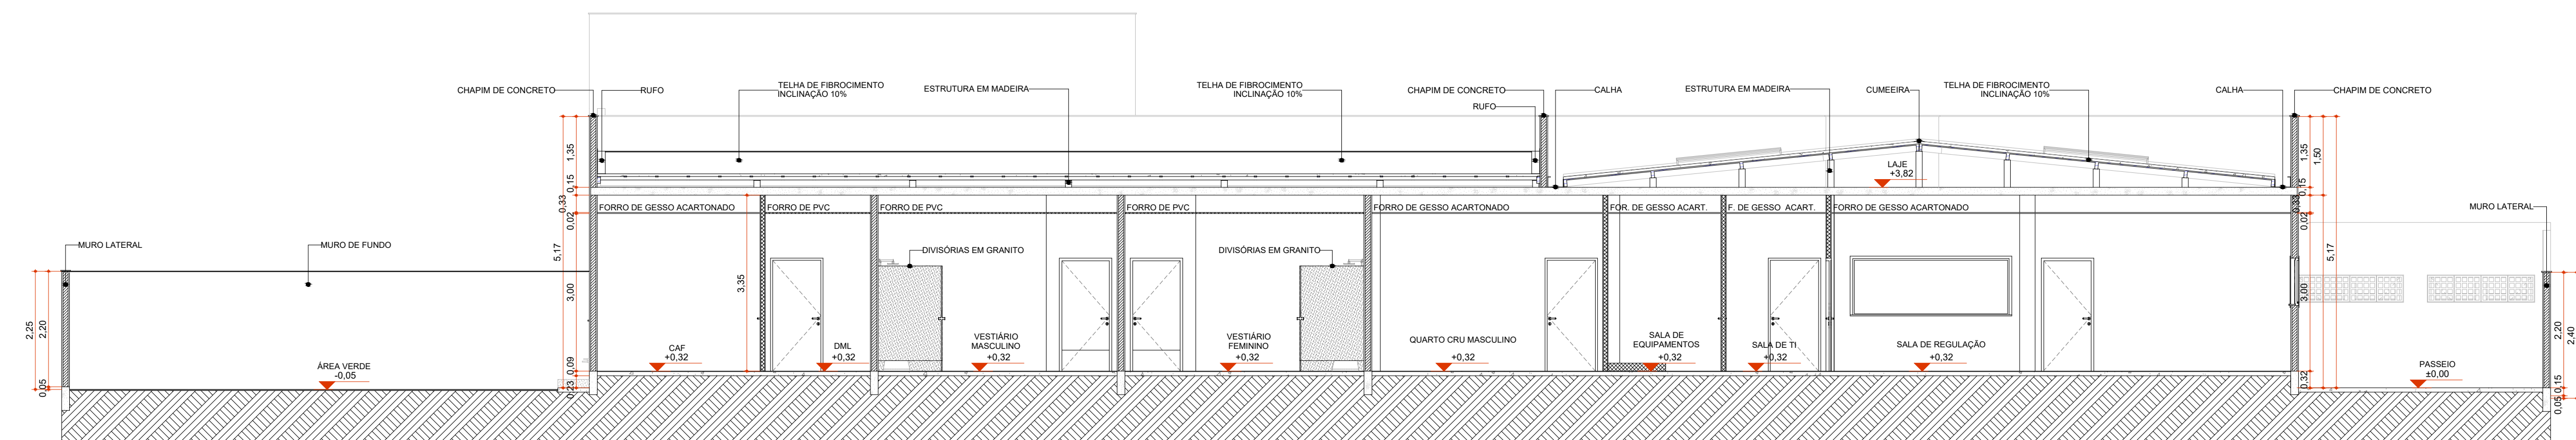 CHAPIM DE CONCRETO
RUFO
TELHA DE FIBROCIMENTO
INCLINAÇÃO 10%
ESTRUTURA EM MADEIRA
TELHA DE FIBROCIMENTO
INCLINAÇÃO 10%
CHAPIM DE CONCRETO
RUFO
CALHA
ESTRUTURA EM MADEIRA
CUMEEIRA
TELHA DE FIBROCIMENTO
INCLINAÇÃO 10%
CALHA
CHAPIM DE CONCRETO
LAJE
+3,82
FORRO DE GESSO ACARTONADO
FORRO DE PVC
FORRO DE PVC
FORRO DE PVC
FORRO DE GESSO ACARTONADO
FOR. DE GESSO ACART.
F. DE GESSO ACART.
FORRO DE GESSO ACARTONADO
MURO LATERAL
MURO LATERAL
MURO DE FUNDO
DIVISÓRIAS EM GRANITO
DIVISÓRIAS EM GRANITO
ÁREA VERDE
-0,05
CAF
+0,32
DML
+0,32
VESTIÁRIO
MASCULINO
+0,32
VESTIÁRIO
FEMININO
+0,32
QUARTO CRU MASCULINO
+0,32
SALA DE
EQUIPAMENTOS
+0,32
SALA DE TI
+0,32
SALA DE REGULAÇÃO
+0,32
PASSEIO
±0,00
2,25
2,20
0,05
5,17
1,35
0,15
0,33
0,02
3,00
0,09
0,23
3,35
1,35
1,50
0,15
0,33
0,02
5,17
3,00
0,32
2,20
2,40
0,15
0,05